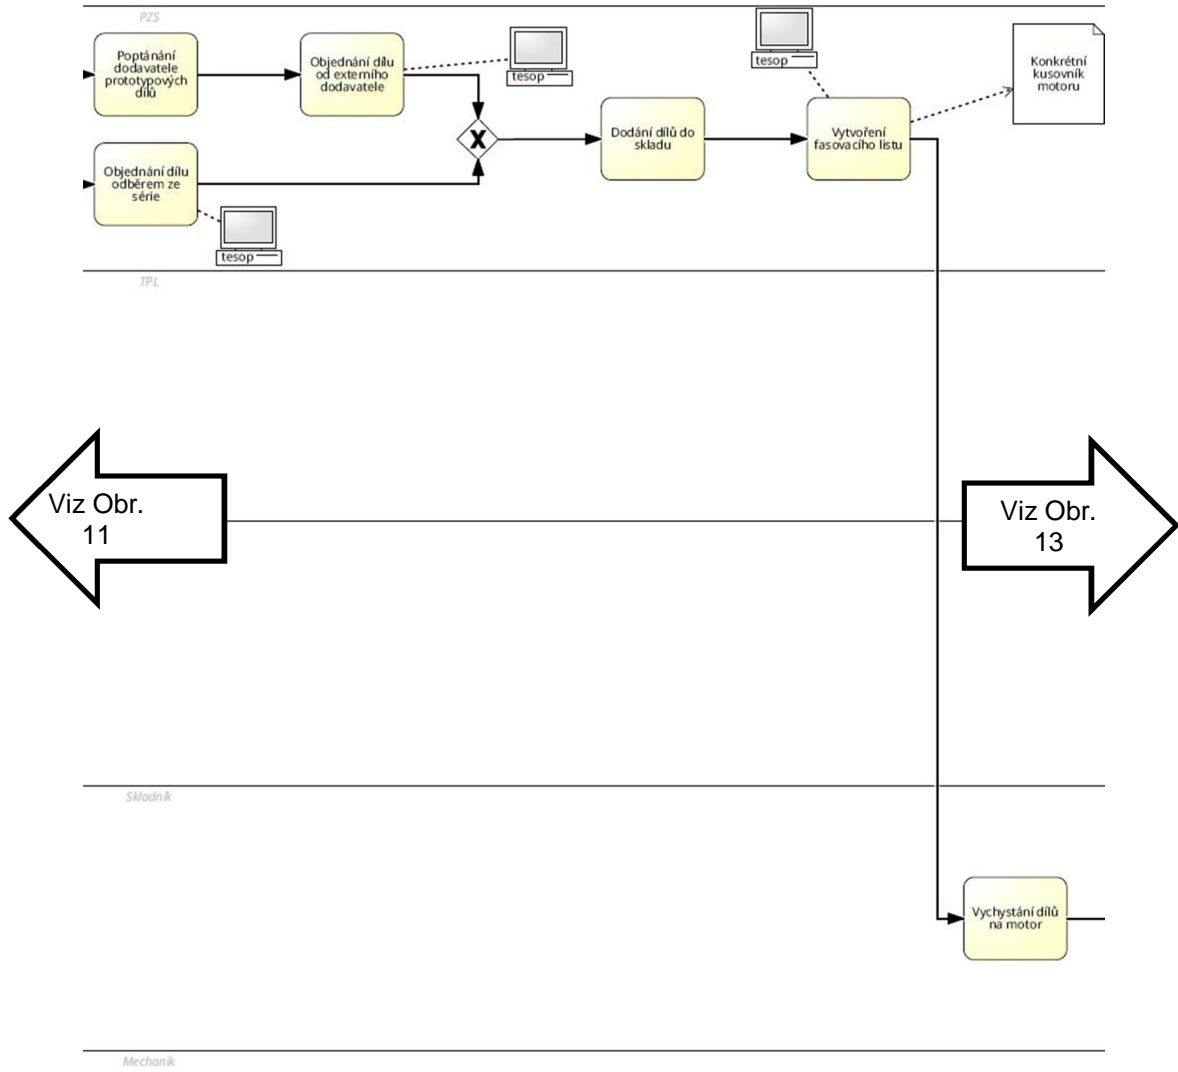 PZS
Poptánání
dodavatele
prototypových
dílů
Objednání dílu
od externího
dodavatele
tesop
tesop
Konkrétní
kusovník
motoru
Dodání dílů do
skladu
Vytvoření
fasovacího listu
X
Objednání dílu
odběrem ze
série
tesop
TPL
Viz Obr.
11
Viz Obr.
13
Skladník
Vychystání dílů
na motor
Mechanik